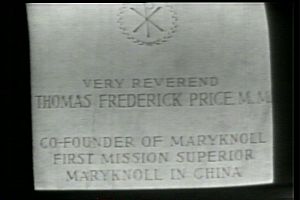 VERY REVEREND
THOMAS FREDERICK PRICE, M.M.
CO-FOUNDER OF MARYKNOLL
FIRST MISSION SUPERIOR
MARYKNOLL IN CHINA